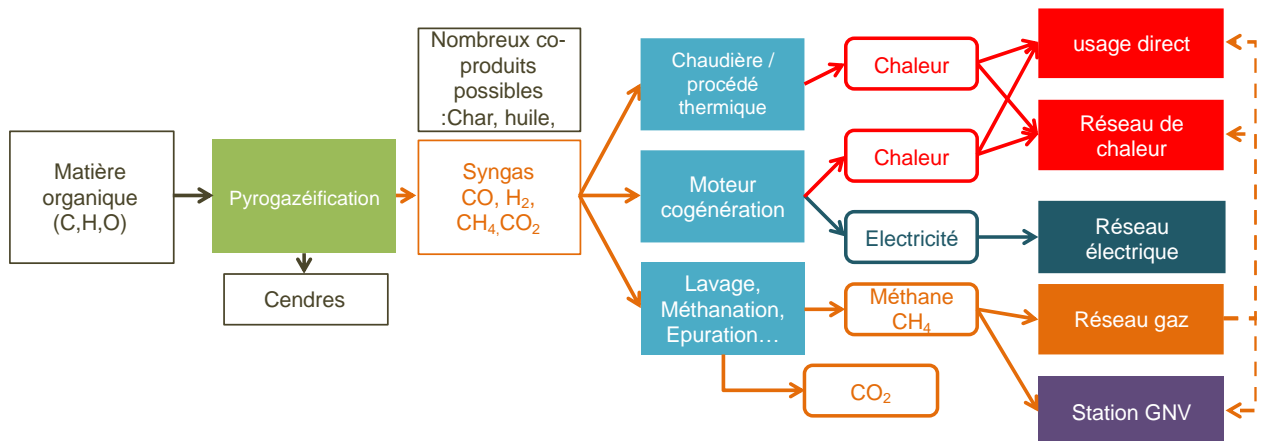 Matière
organique
(C,H,O)
Pyrogazéification
Cendres
Nombreux co-
produits
possibles
:Char, huile,
Syngas
CO, H₂,
CH₄,CO₂
Chaudière /
procédé
thermique
Moteur
cogénération
Lavage,
Méthanation,
Epuration…
Chaleur
Chaleur
Electricité
Méthane
CH₄
CO₂
usage direct
Réseau de
chaleur
Réseau
électrique
Réseau gaz
Station GNV